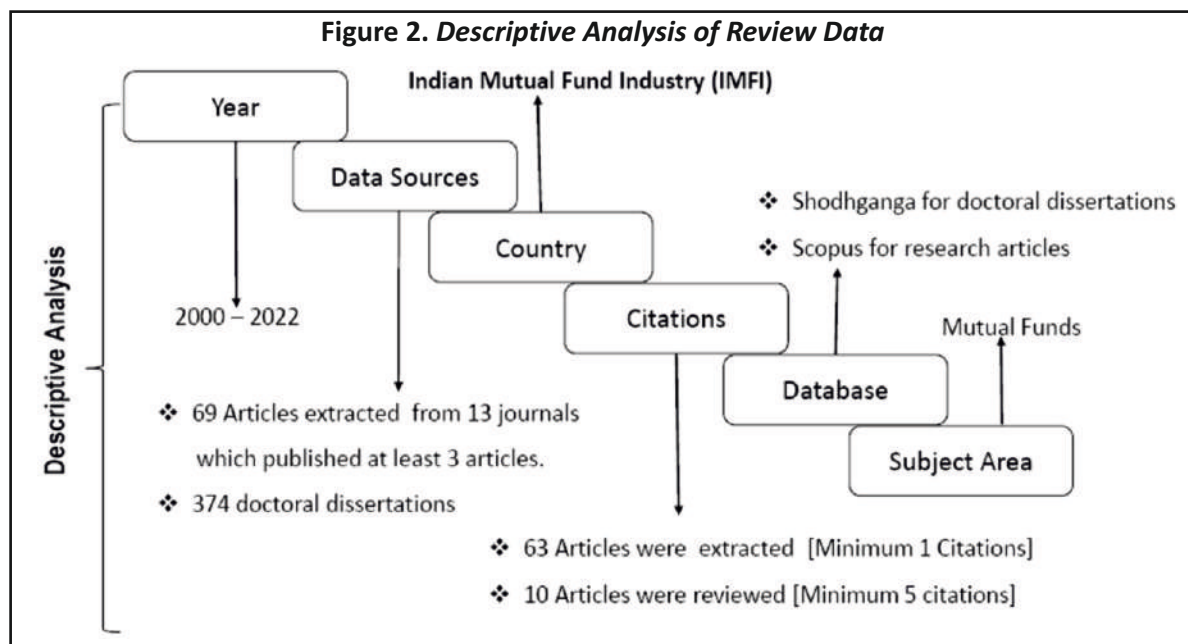 Figure 2. Descriptive Analysis of Review Data
Indian Mutual Fund Industry (IMFI)
Year
Data Sources
❖ Shodhganga for doctoral dissertations
❖ Scopus for research articles
Country
Descriptive Analysis
2000 – 2022
Citations
Mutual Funds
Database
❖ 69 Articles extracted from 13 journals
which published at least 3 articles.
❖ 374 doctoral dissertations
Subject Area
❖ 63 Articles were extracted [Minimum 1 Citations]
❖ 10 Articles were reviewed [Minimum 5 citations]